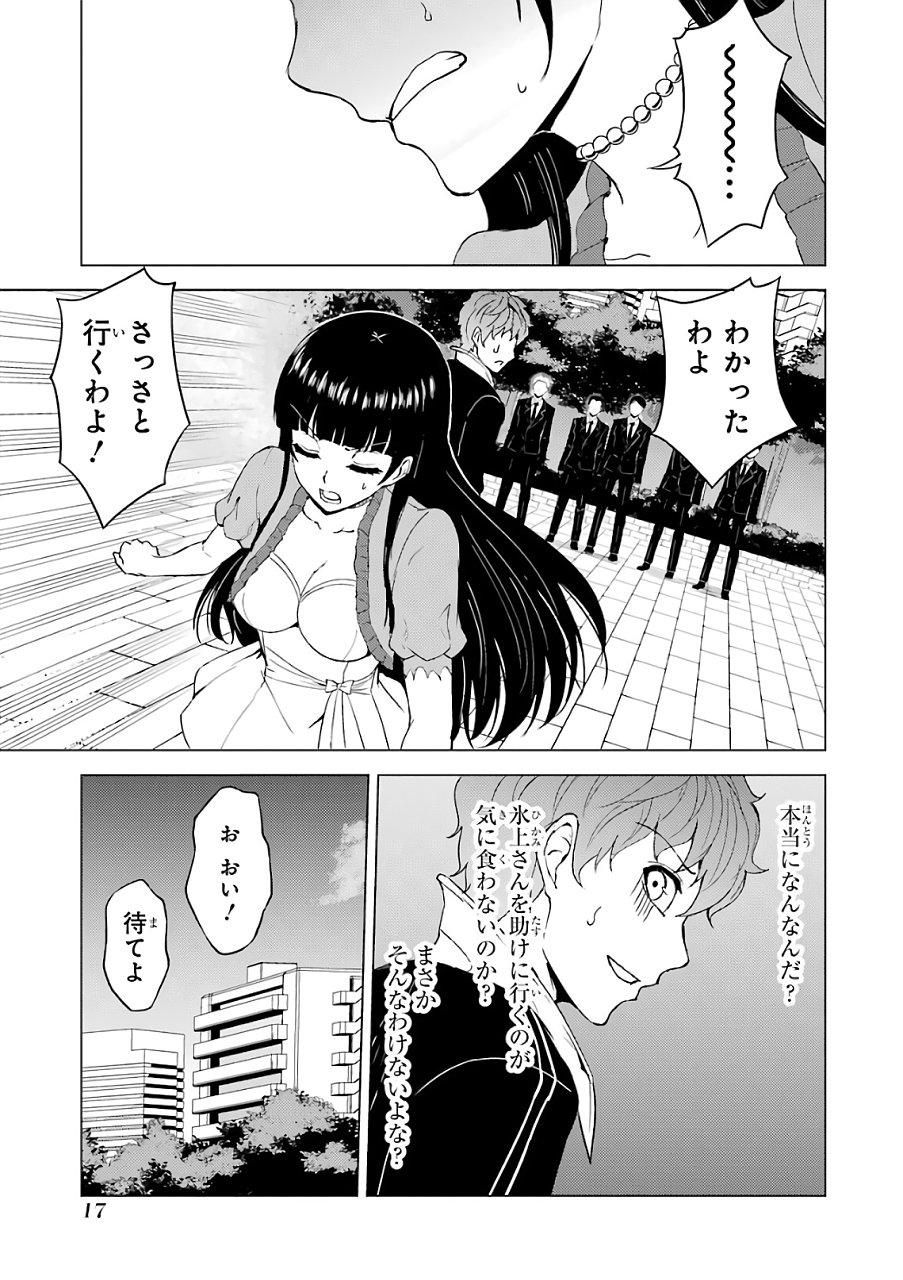 〜〜〜〜…
わかった
わよ
さっさと
行くわよ！
本当になんなんだ？
氷上さんを助けに行くのが
気に食わないのか？
まさか
そんなわけないよな？
お おい！
待てよ
17